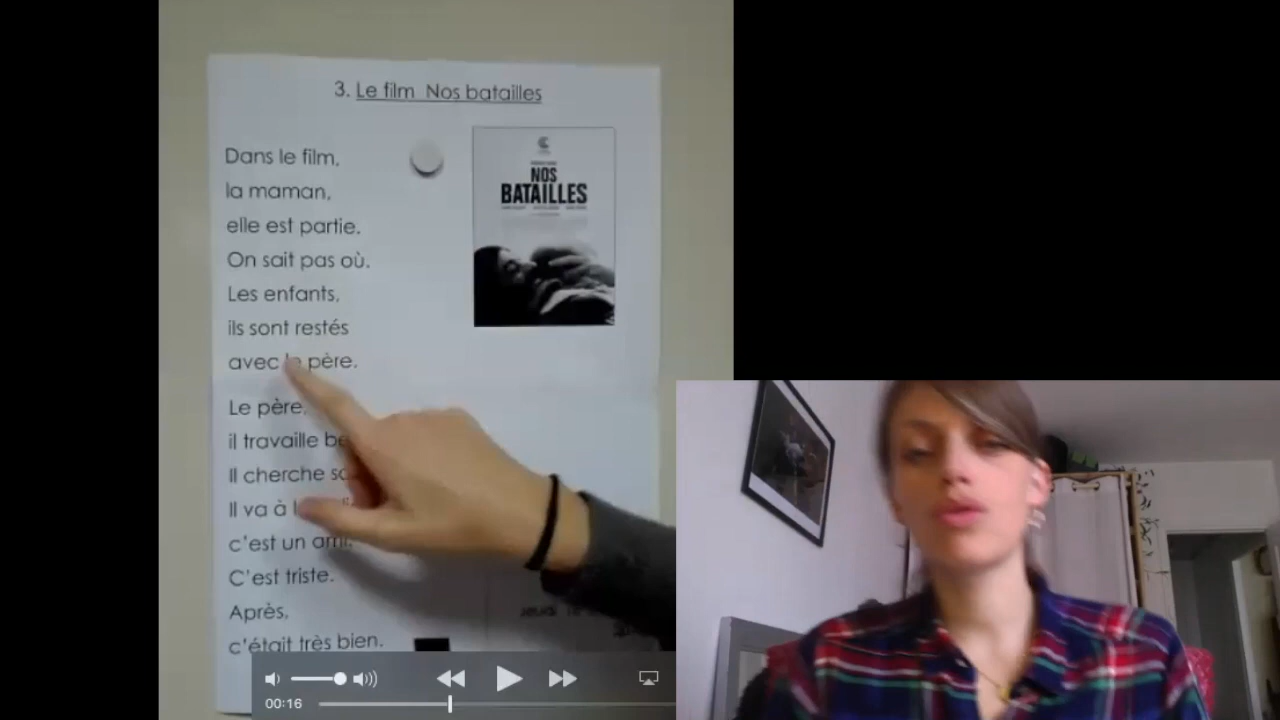 3. Le film Nos batailles
Dans le film,
la maman,
elle est partie.
On sait pas où.
Les enfants,
ils sont restés
avec le père.
Le père,
il travaille
Il cherche
Il va à
c'est un ami.
C'est triste.
Après,
c'était très bien.
NOS
BATAILLES
Jeudi
00:16